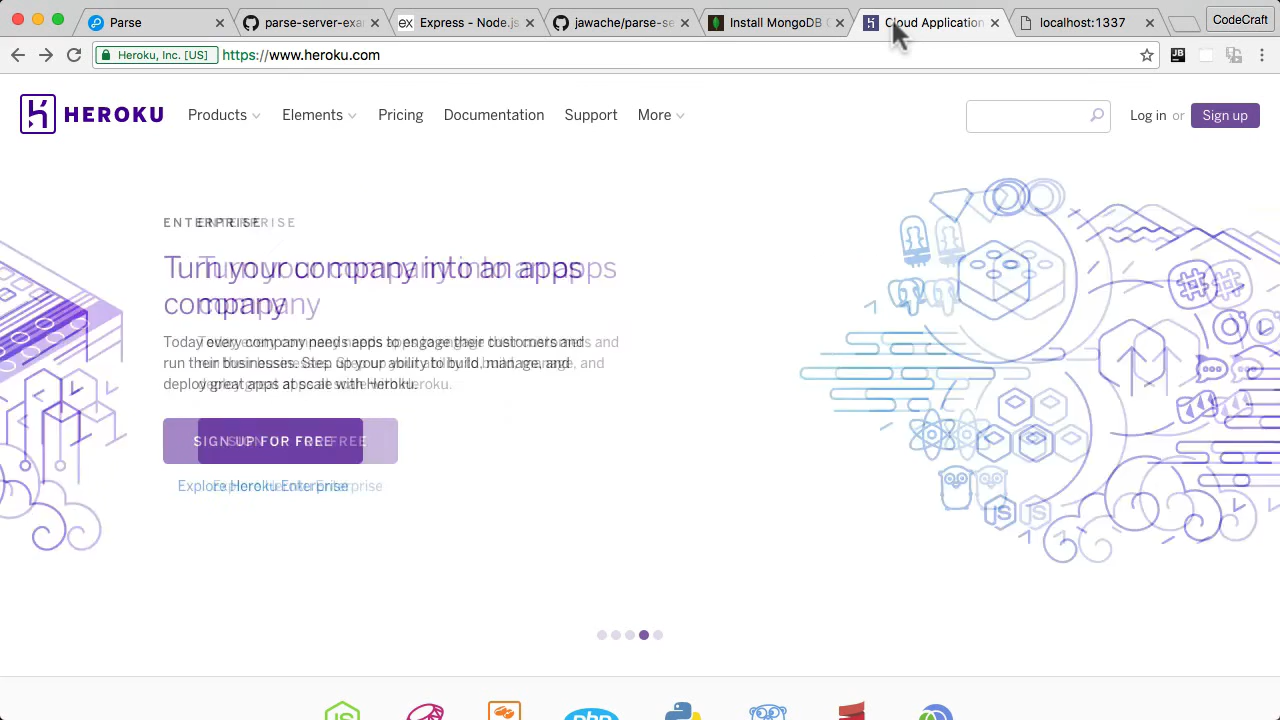 Parse
parse-server-exa
Express - Node.js
jawache/parse-se
Install MongoDB C
Cloud Application
localhost:1337
CodeCraft
Heroku, Inc. [US]
https://www.heroku.com
JB
HEROKU
Products
Elements
Pricing
Documentation
Support
More
Log in or
Sign up
ENTERPRISE
Turn your company into an apps
company
Today every company needs apps to engage their customers and
run their businesses. Step up your ability to build, manage, and
deploy great apps at scale with Heroku.
SIGN UP FOR FREE
Explore Heroku Enterprise
JS
php